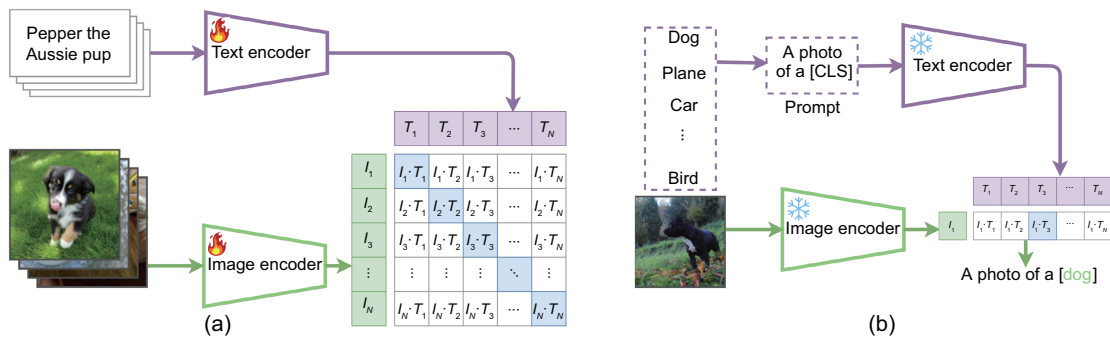 Pepper the
Aussie pup
Text encoder
T1 T2 T3 ... TN
I1 I1·T1 I1·T2 I1·T3 ... I1·TN
I2 I2·T1 I2·T2 I2·T3 ... I2·TN
I3 I3·T1 I3·T2 I3·T3 ... I3·TN
⋮ ⋮ ⋮ ⋮ ⋱ ⋮
IN IN·T1 IN·T2 IN·T3 ... IN·TN
Image encoder
(a)
Dog
Plane
Car
⋮
Bird
A photo
of a [CLS]
Prompt
Text encoder
T1 T2 T3 ... TN
Image encoder
I1 I1·T1 I1·T2 I1·T3 ... I1·TN
A photo of a [dog]
(b)